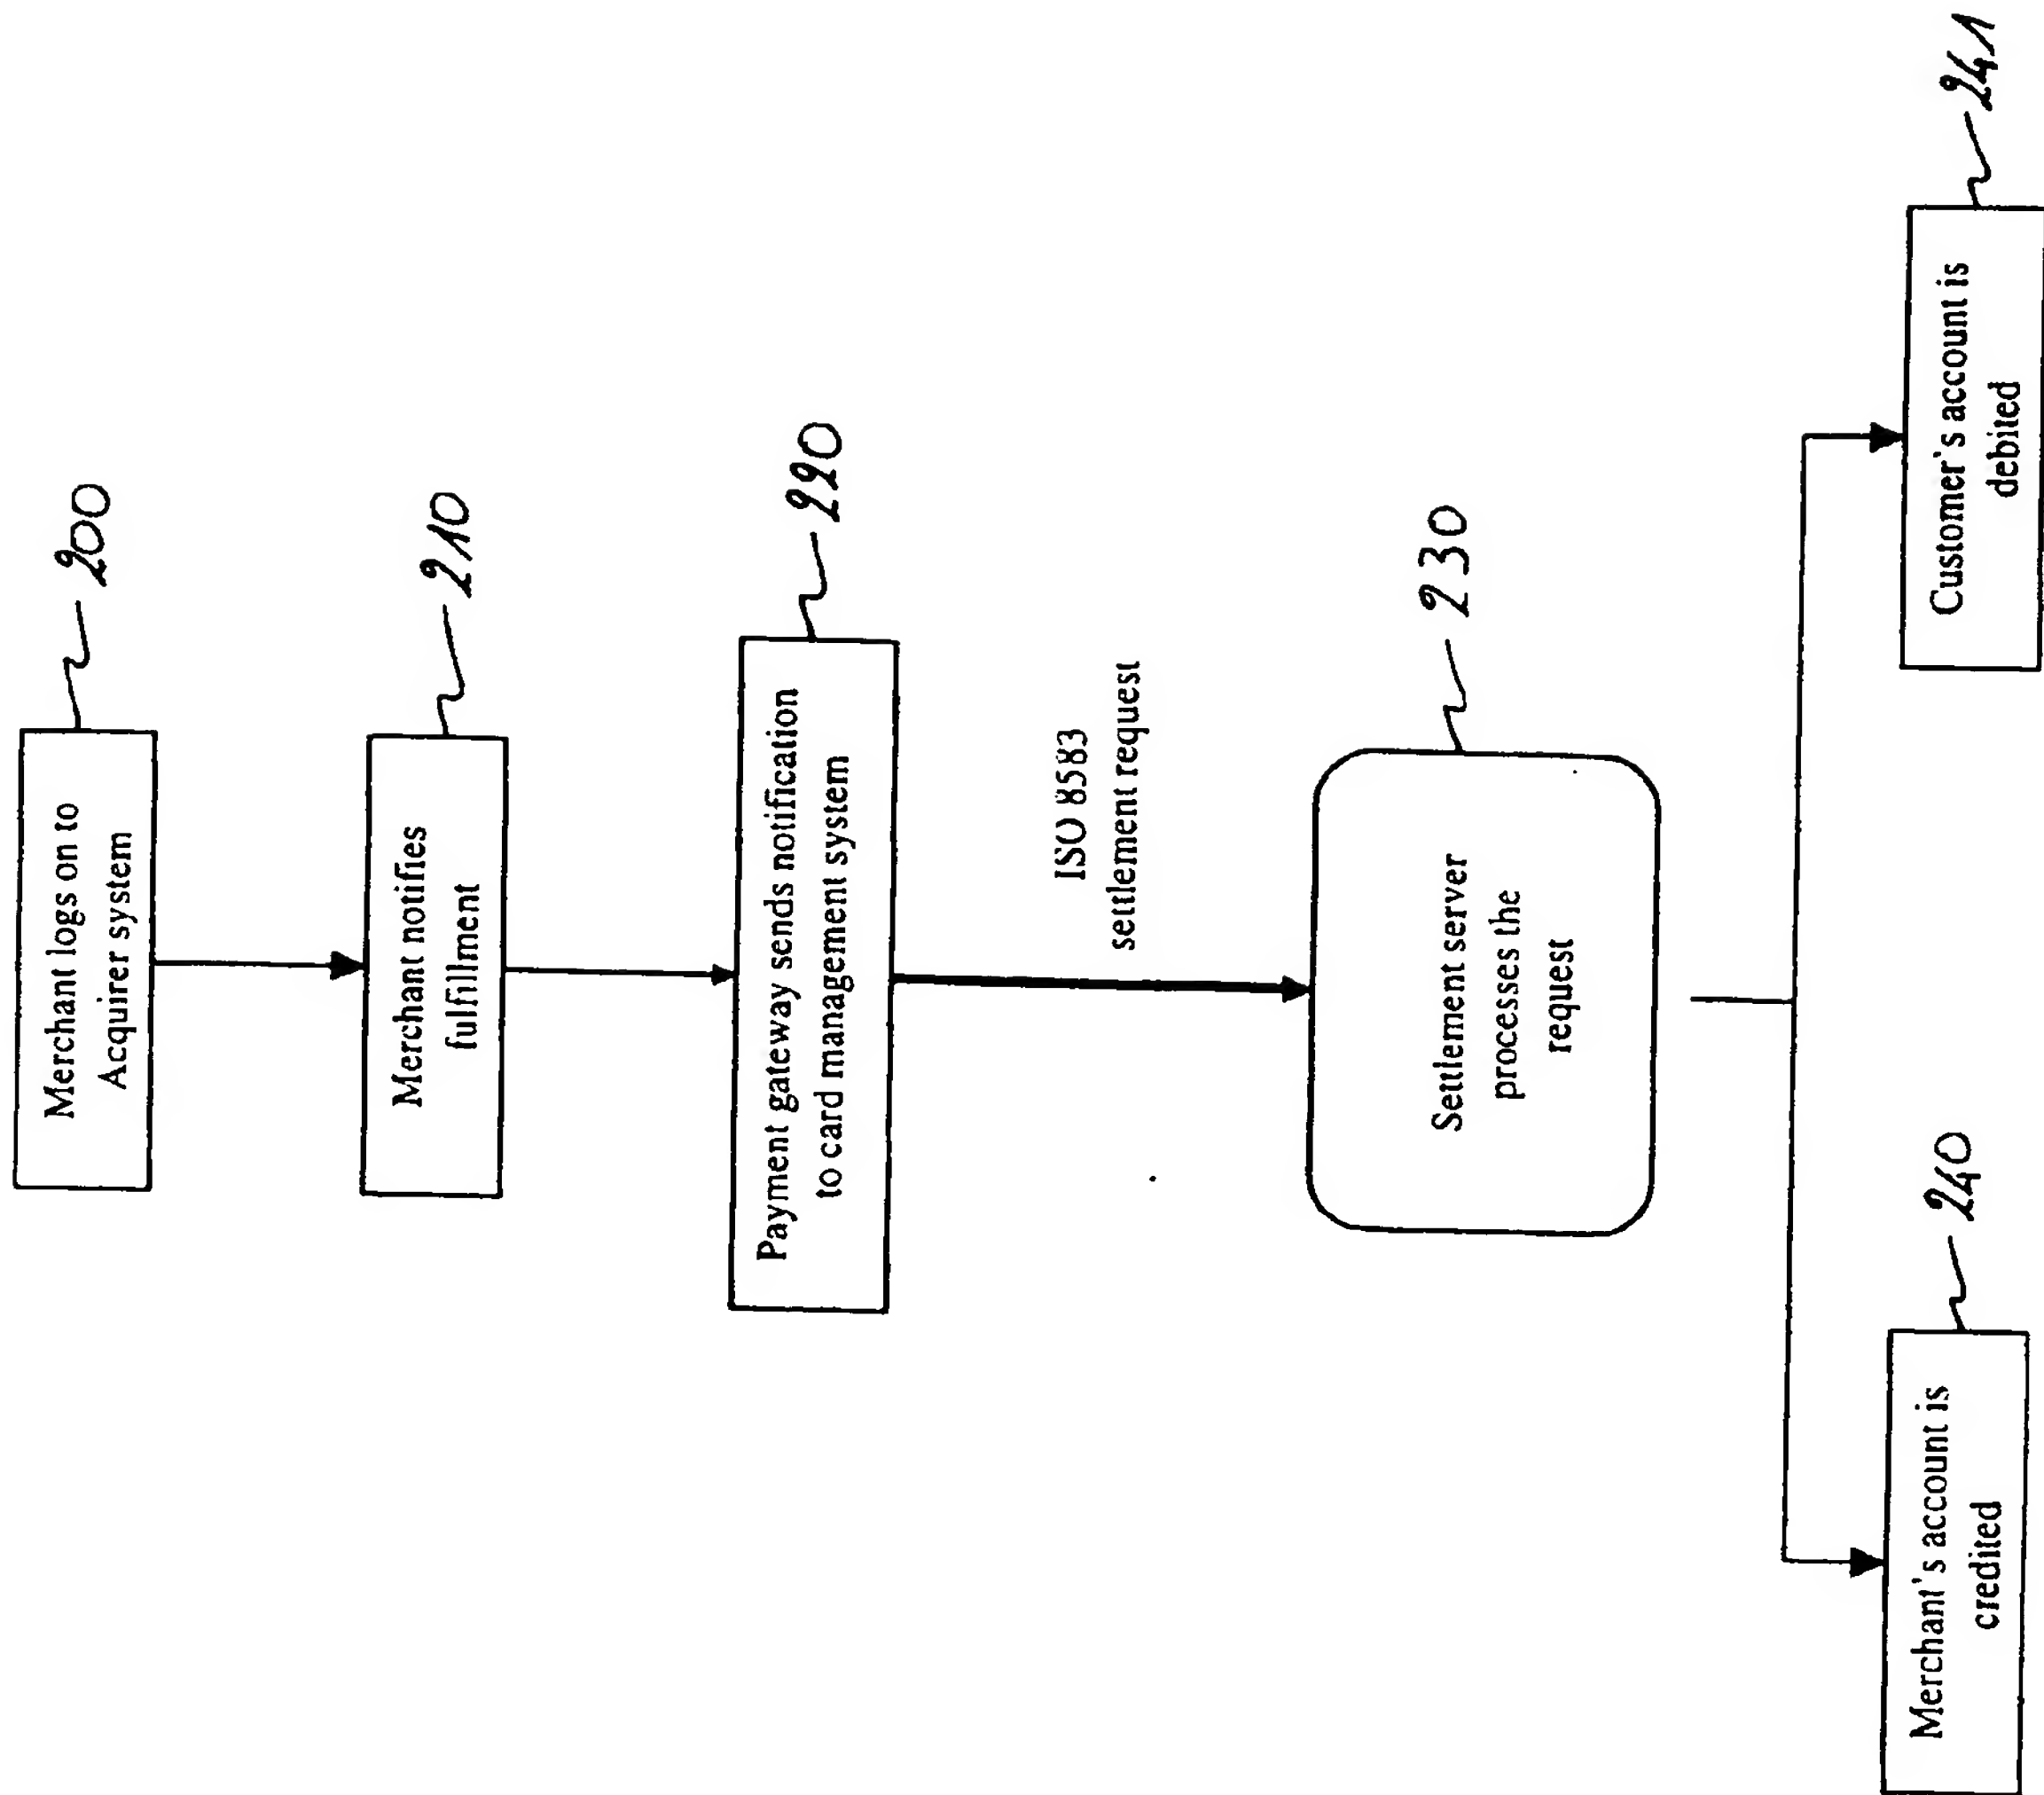 Merchant logs on to
Acquirer system
200
Merchant notifies
fulfillment
210
Payment gateway sends notification
to card management system
220
ISO 8583
settlement request
Settlement server
processes the
request
230
Merchant's account is
credited
240
Customer's account is
debited
241